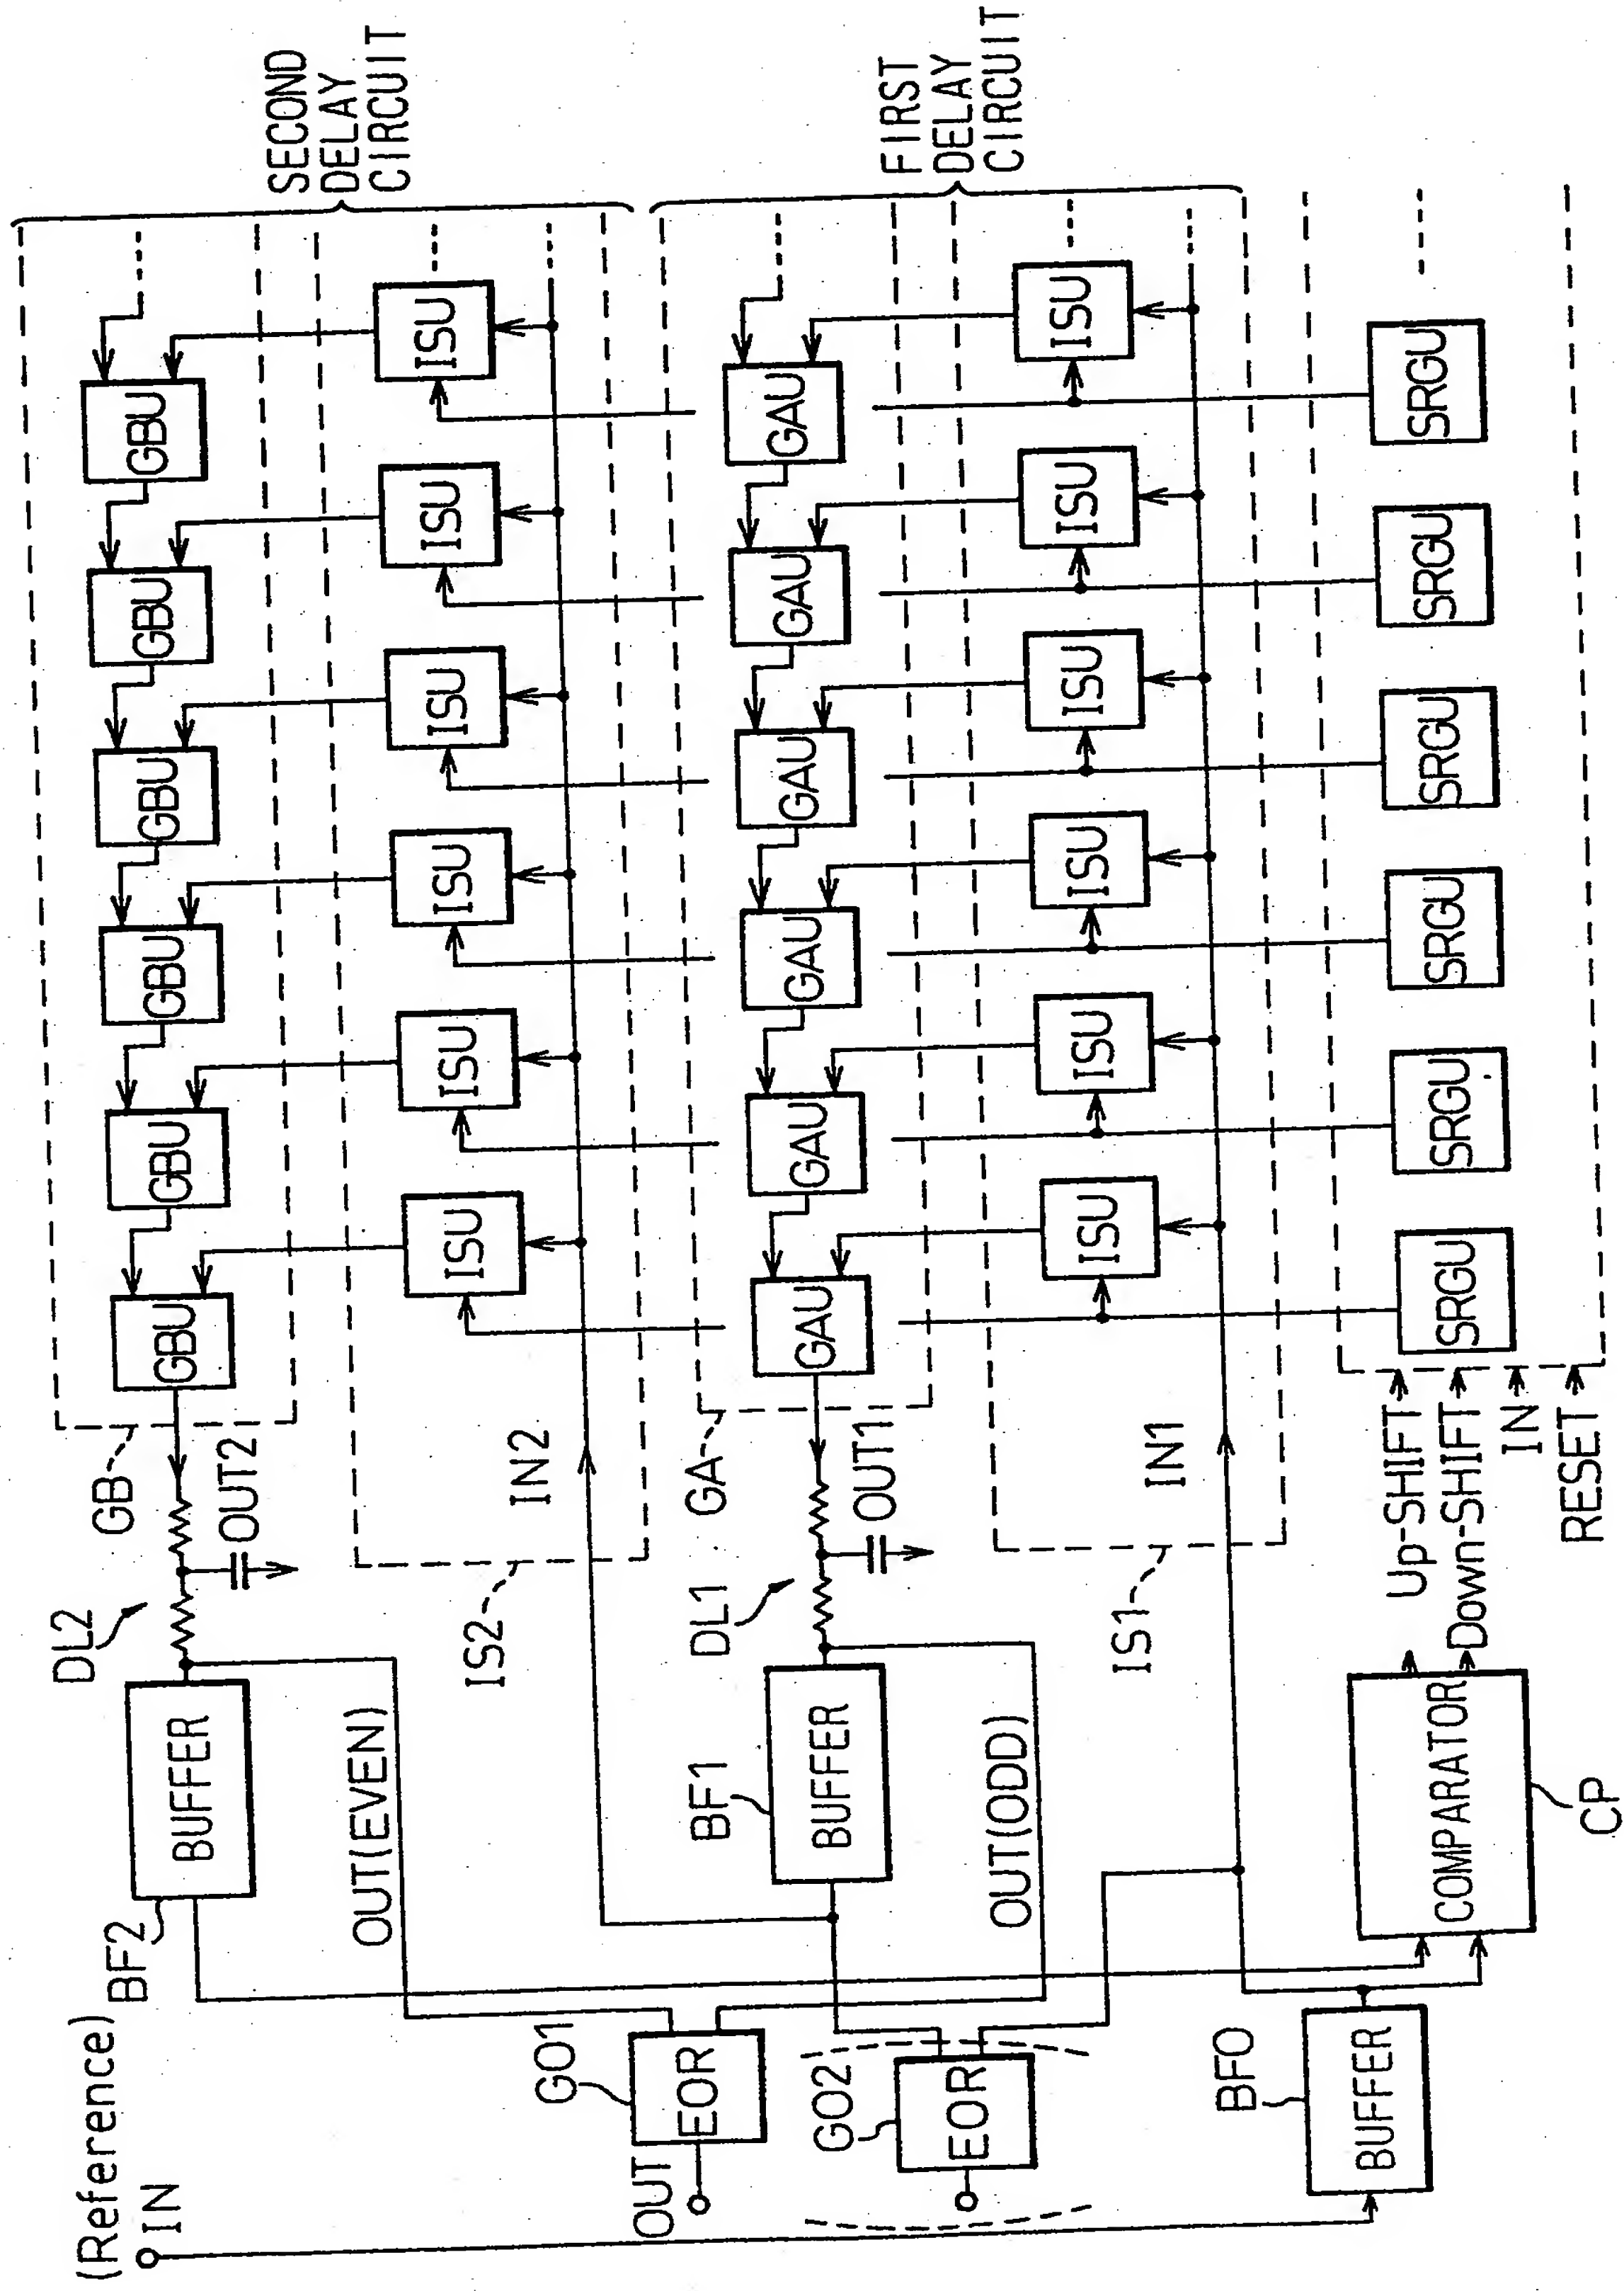 (Reference)
IN
BF2
BUFFER
DL2
OUT2
GB
GBU
GBU
GBU
GBU
GBU
GBU
SECOND
DELAY
CIRCUIT
OUT(EVEN)
IS2
IN2
ISU
ISU
ISU
ISU
ISU
ISU
GO1
EOR
OUT
BF1
BUFFER
DL1
OUT1
GA
GAU
GAU
GAU
GAU
GAU
GAU
FIRST
DELAY
CIRCUIT
GO2
EOR
OUT(ODD)
IS1
IN1
ISU
ISU
ISU
ISU
ISU
ISU
BF0
BUFFER
COMPARATOR
CP
Up-SHIFT
Down-SHIFT
IN
RESET
SRGU
SRGU
SRGU
SRGU
SRGU
SRGU